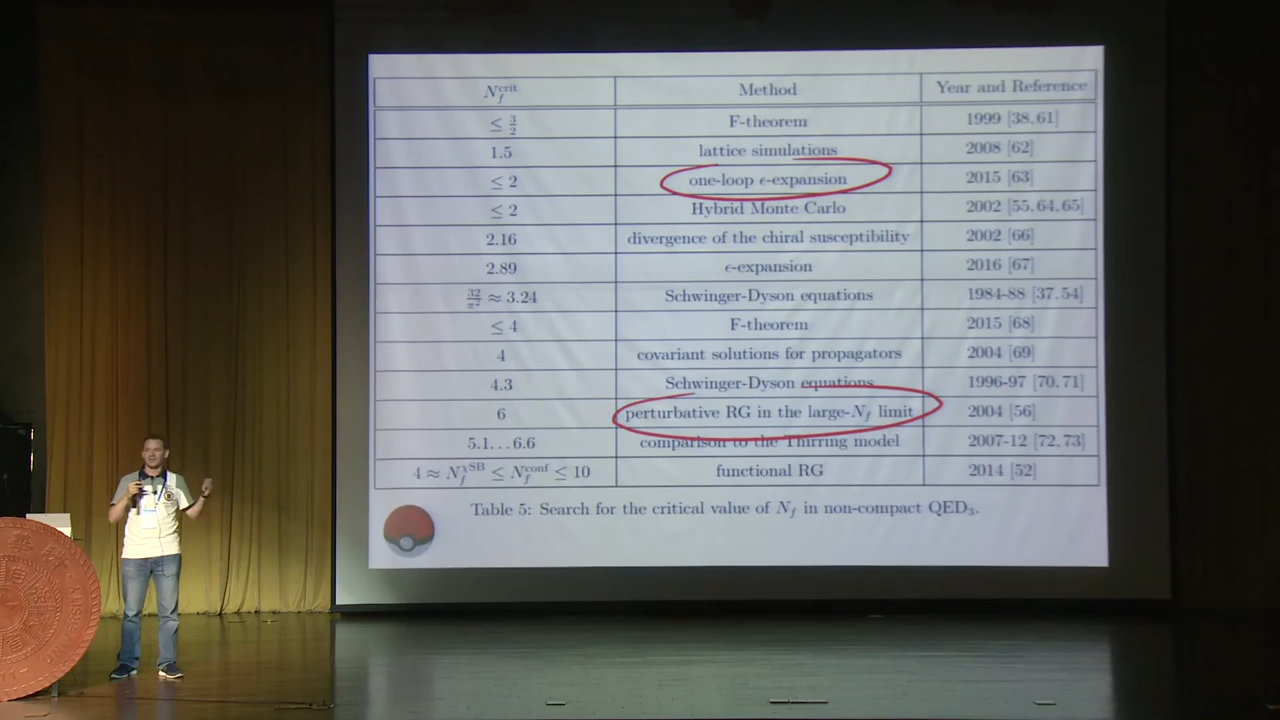 N_f^crit Method Year and Reference
≤ 3/2 F-theorem 1999 [38,61]
1.5 lattice simulations 2008 [62]
≤ 2 one-loop ϵ-expansion 2015 [63]
≤ 2 Hybrid Monte Carlo 2002 [55,64,65]
2.16 divergence of the chiral susceptibility 2002 [66]
2.89 ϵ-expansion 2016 [67]
32/π² ≈ 3.24 Schwinger-Dyson equations 1984-88 [37,54]
≤ 4 F-theorem 2015 [68]
4 covariant solutions for propagators 2004 [69]
4.3 Schwinger-Dyson equations 1996-97 [70,71]
6 perturbative RG in the large-N_f limit 2004 [56]
5.1…6.6 comparison to the Thirring model 2007-12 [72,73]
4 ≈ N_f^χSB ≤ N_f^conf ≤ 10 functional RG 2014 [52]
Table 5: Search for the critical value of N_f in non-compact QED₃.